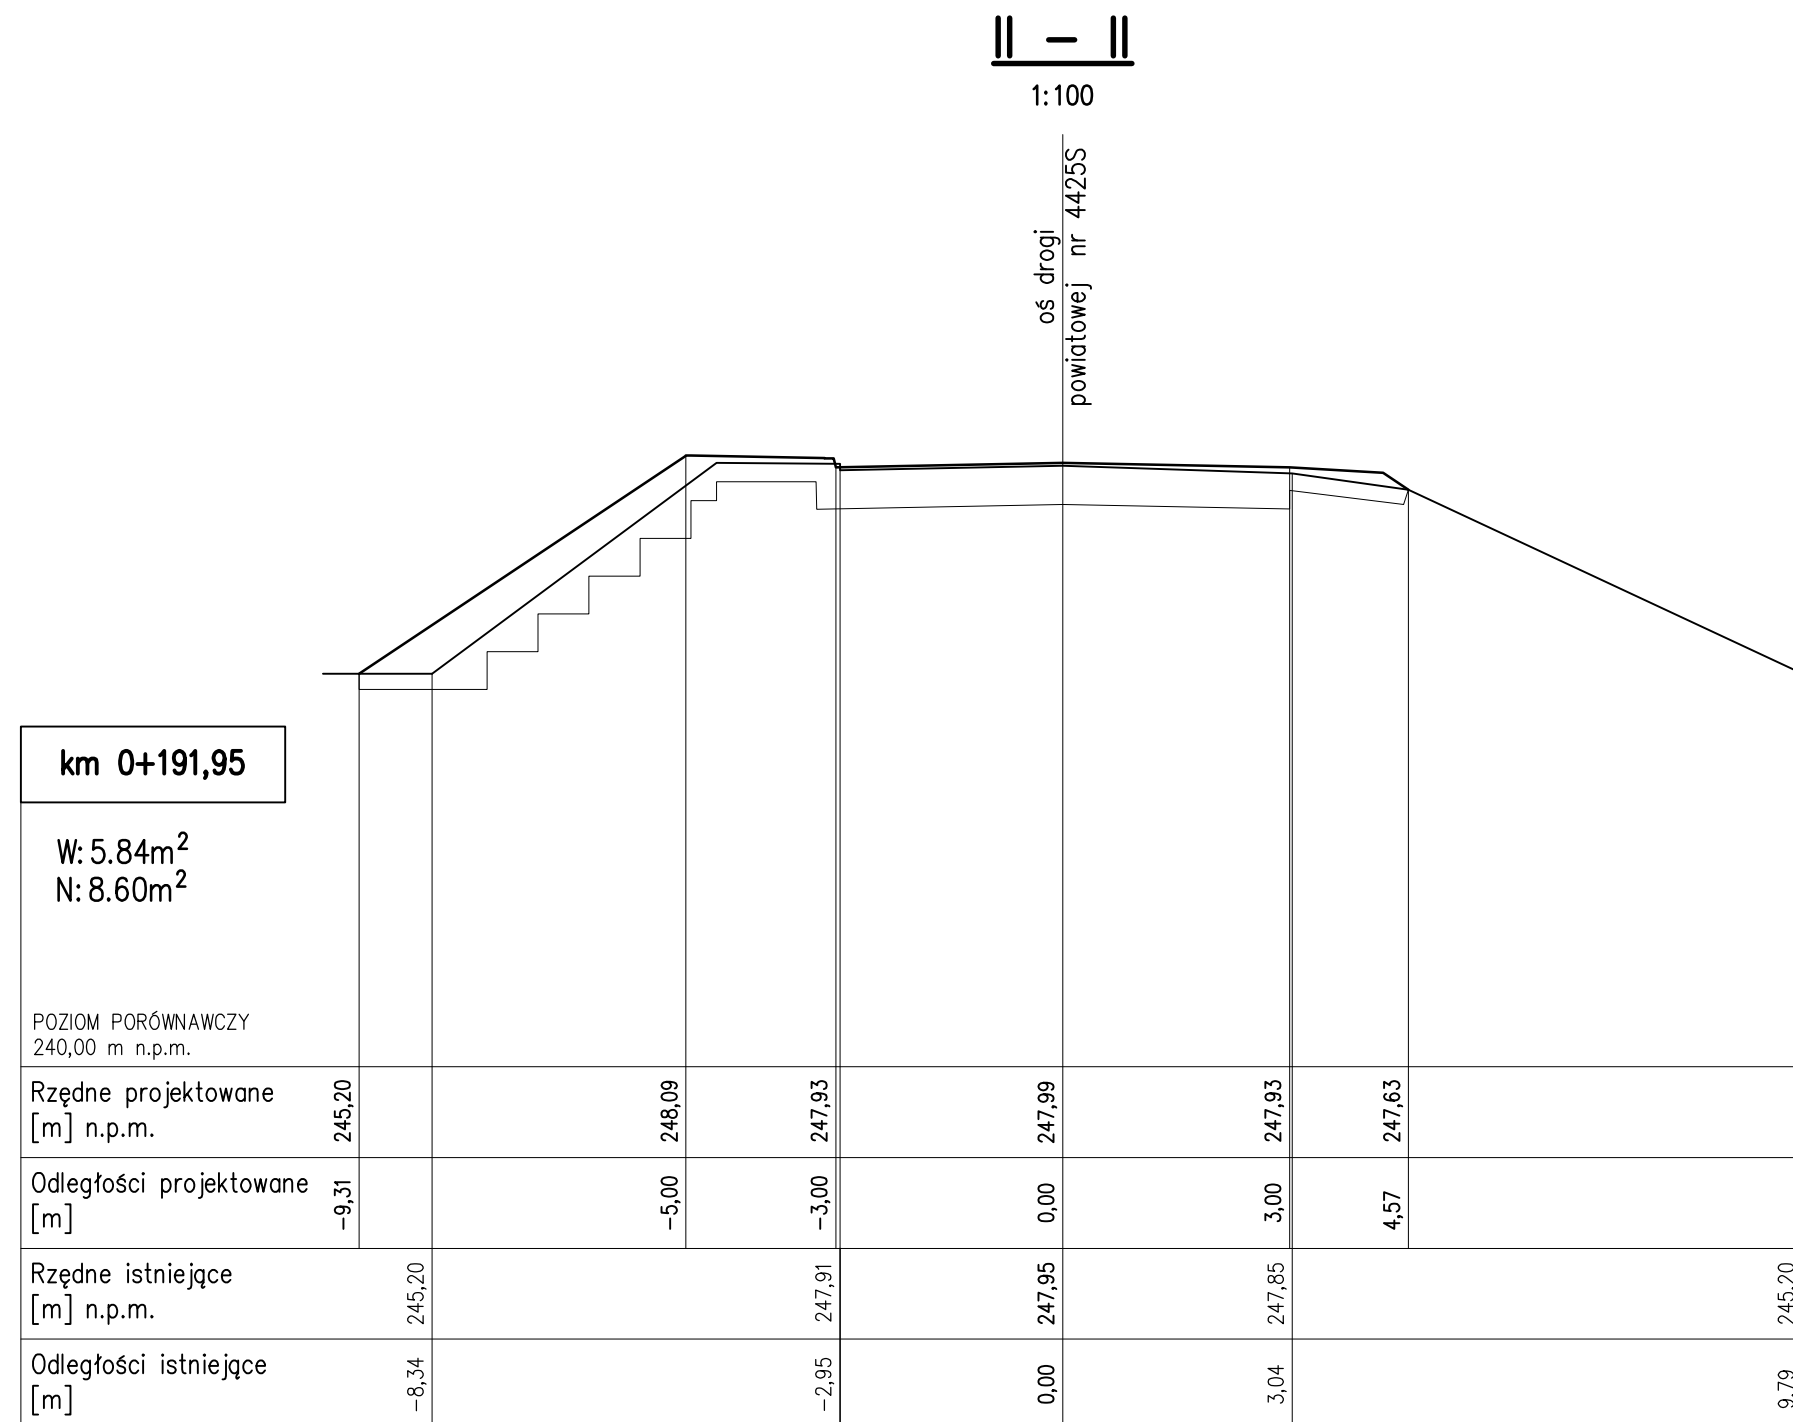 II - II
1:100
oś drogi
powiatowej nr 4425S
km 0+191,95
W: 5.84m²
N: 8.60m²
POZIOM PORÓWNAWCZY
240,00 m n.p.m.
Rzędne projektowane
[m] n.p.m.
245,20 248,09 247,93 247,99 247,93 247,63
Odległości projektowane
[m]
-9,31 -5,00 -3,00 0,00 3,00 4,57
Rzędne istniejące
[m] n.p.m.
245,20 247,91 247,95 247,85 245,20
Odległości istniejące
[m]
-8,34 -2,95 0,00 3,04 9,79